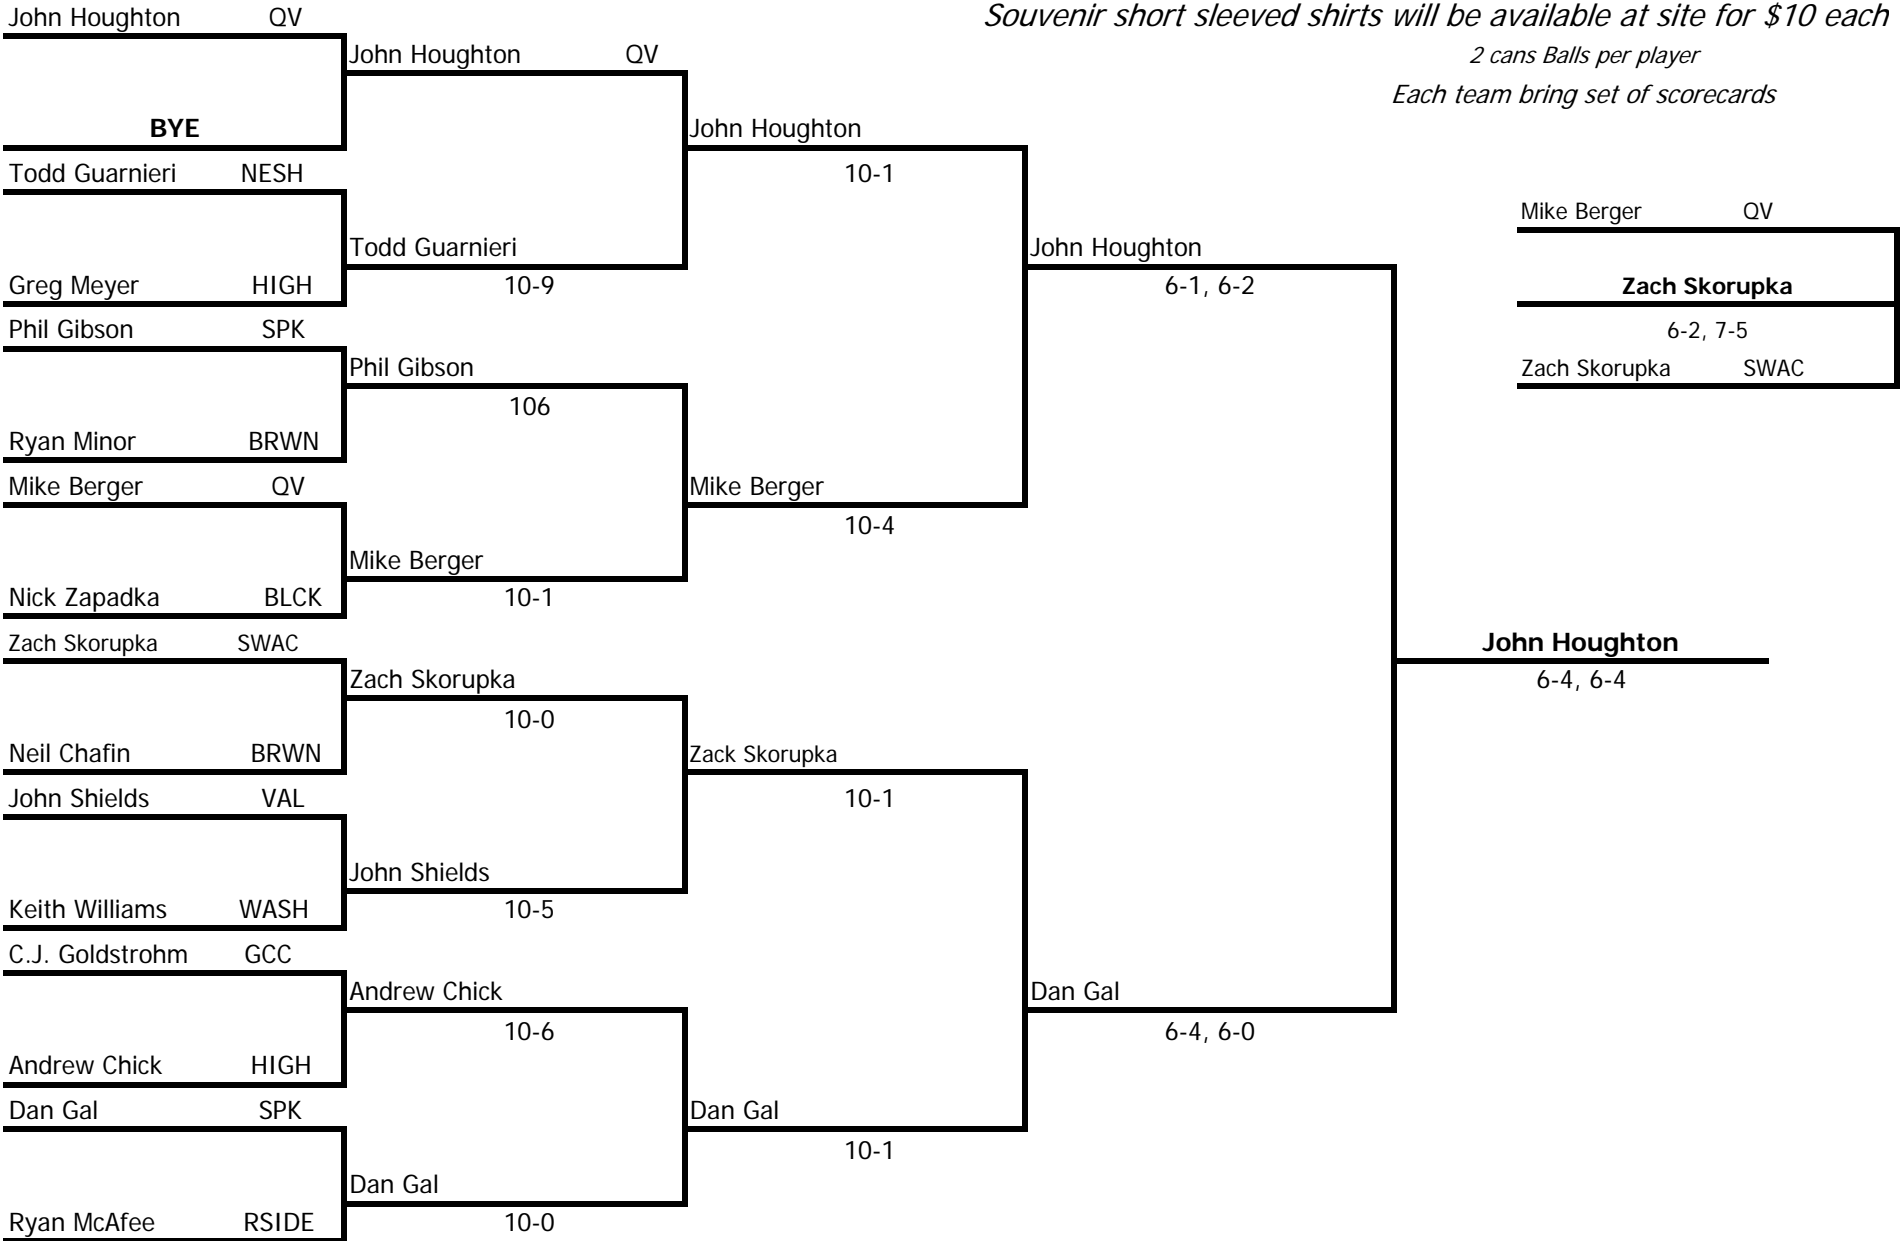 John Houghton QV
Souvenir short sleeved shirts will be available at site for $10 each
John Houghton QV
2 cans Balls per player
Each team bring set of scorecards
BYE
John Houghton
Todd Guarnieri NESH
10-1
Mike Berger QV
Todd Guarnieri
John Houghton
Greg Meyer HIGH
10-9
6-1, 6-2
Zach Skorupka
Phil Gibson SPK
6-2, 7-5
Phil Gibson
Zach Skorupka SWAC
106
Ryan Minor BRWN
Mike Berger QV
Mike Berger
10-4
Mike Berger
Nick Zapadka BLCK
10-1
Zach Skorupka SWAC
John Houghton
Zach Skorupka
6-4, 6-4
10-0
Neil Chafin BRWN
Zack Skorupka
John Shields VAL
10-1
John Shields
Keith Williams WASH
10-5
C.J. Goldstrohm GCC
Andrew Chick
Dan Gal
10-6
6-4, 6-0
Andrew Chick HIGH
Dan Gal SPK
Dan Gal
10-1
Dan Gal
Ryan McAfee RSIDE
10-0